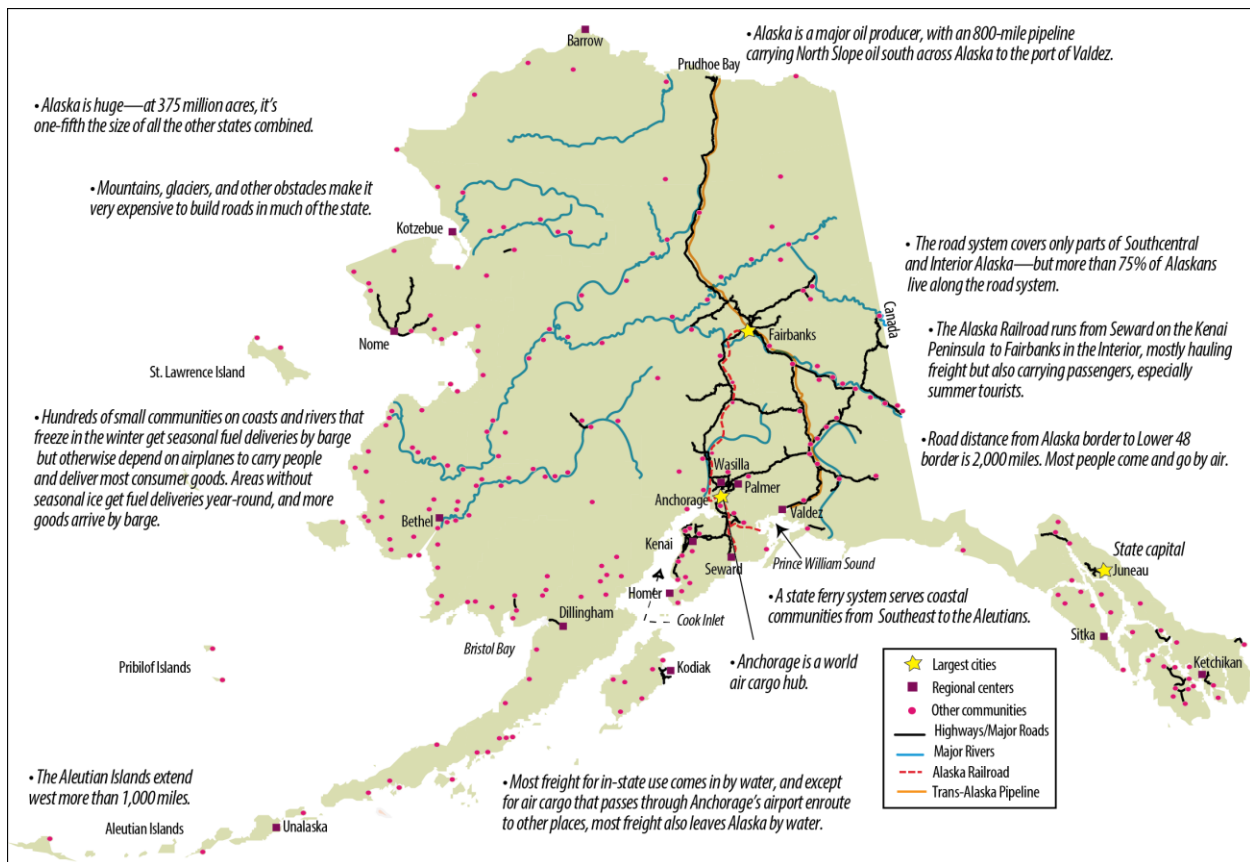 Barrow
• Alaska is a major oil producer, with an 800-mile pipeline
carrying North Slope oil south across Alaska to the port of Valdez.
Prudhoe Bay
• Alaska is huge—at 375 million acres, it's
one-fifth the size of all the other states combined.
• Mountains, glaciers, and other obstacles make it
very expensive to build roads in much of the state.
Kotzebue
• The road system covers only parts of Southcentral
and Interior Alaska—but more than 75% of Alaskans
live along the road system.
Canada
Nome
Fairbanks
• The Alaska Railroad runs from Seward on the Kenai
Peninsula to Fairbanks in the Interior, mostly hauling
freight but also carrying passengers, especially
summer tourists.
St. Lawrence Island
• Hundreds of small communities on coasts and rivers that
freeze in the winter get seasonal fuel deliveries by barge
but otherwise depend on airplanes to carry people
and deliver most consumer goods. Areas without
seasonal ice get fuel deliveries year-round, and more
goods arrive by barge.
• Road distance from Alaska border to Lower 48
border is 2,000 miles. Most people come and go by air.
Wasilla
Palmer
Anchorage
Valdez
Bethel
Kenai
Seward
Prince William Sound
State capital
Juneau
Homer
• A state ferry system serves coastal
communities from Southeast to the Aleutians.
Dillingham
Cook Inlet
Sitka
Bristol Bay
Pribilof Islands
Kodiak
• Anchorage is a world
air cargo hub.
Ketchikan
Largest cities
Regional centers
Other communities
Highways/Major Roads
Major Rivers
Alaska Railroad
Trans-Alaska Pipeline
• The Aleutian Islands extend
west more than 1,000 miles.
• Most freight for in-state use comes in by water, and except
for air cargo that passes through Anchorage's airport enroute
to other places, most freight also leaves Alaska by water.
Aleutian Islands
Unalaska